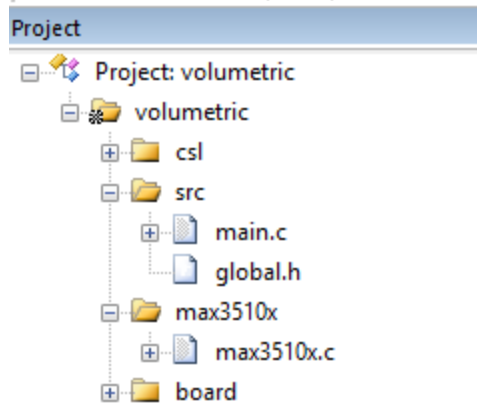 Project
Project: volumetric
volumetric
csl
src
main.c
global.h
max3510x
max3510x.c
board